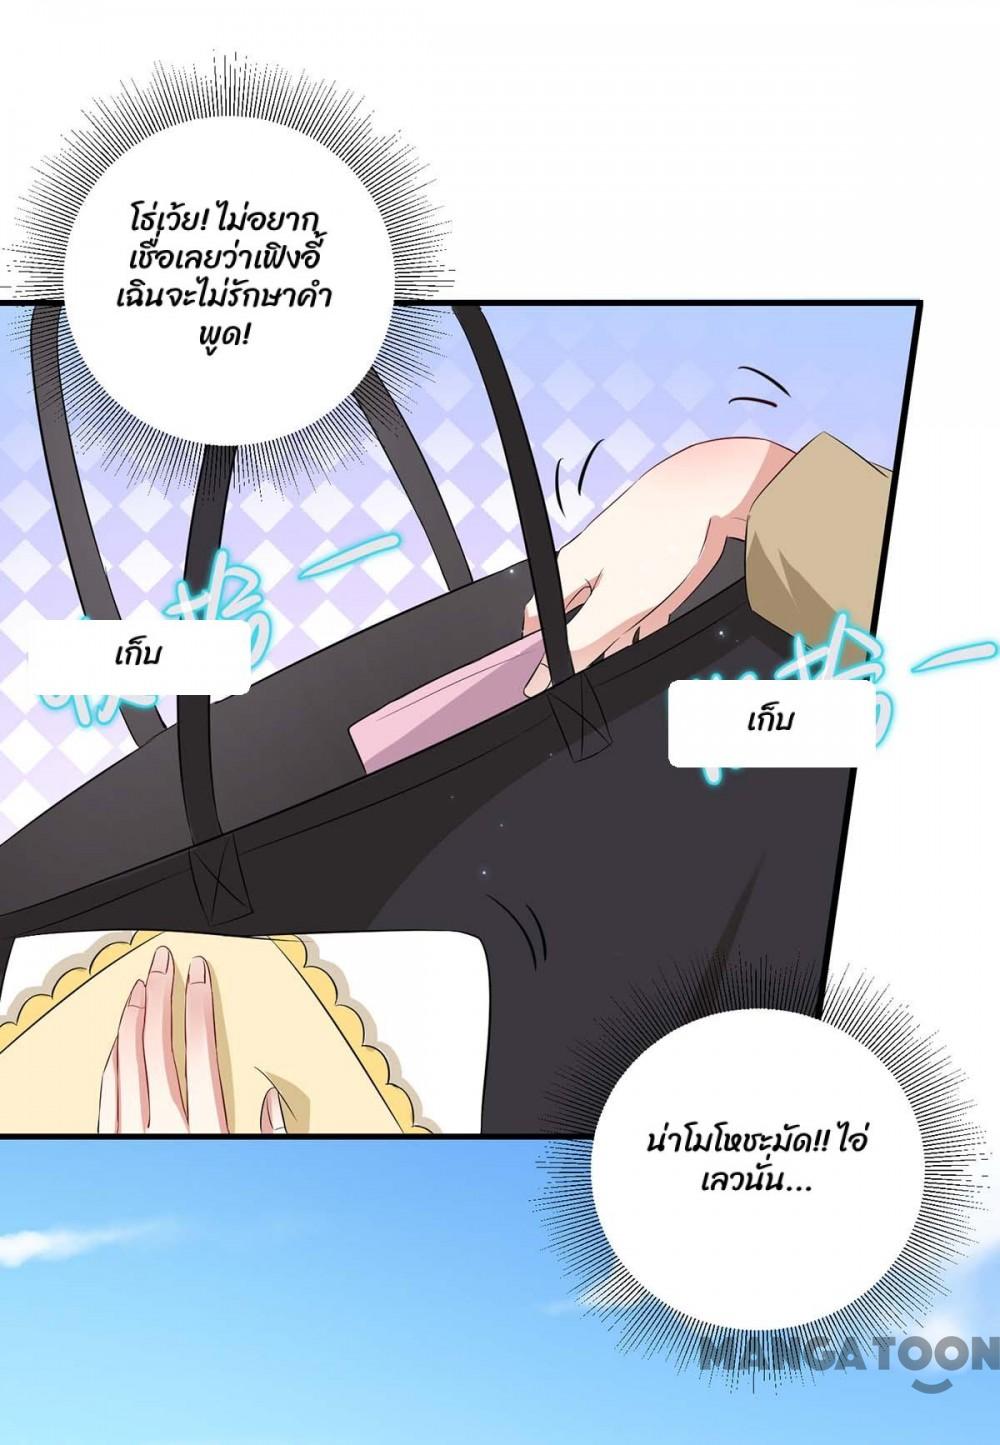 โธ่เว้ย! ไม่อยาก
เชื่อเลยว่าเฟิงอี้
เฉินจะไม่รักษาคำ
พูด!
เก็บ
เก็บ
น่าโมโหชะมัด!! ไอ่
เลวนั่น...
MANGATOON